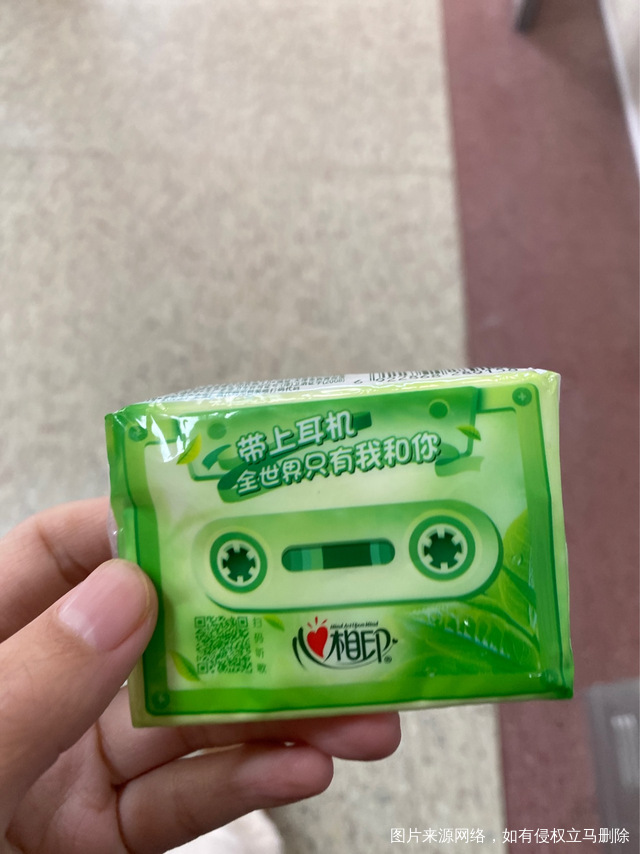 带上耳机
全世界只有我和你
扫码听歌
Mind Act Upon Mind
心相印®
图片来源网络，如有侵权立马删除